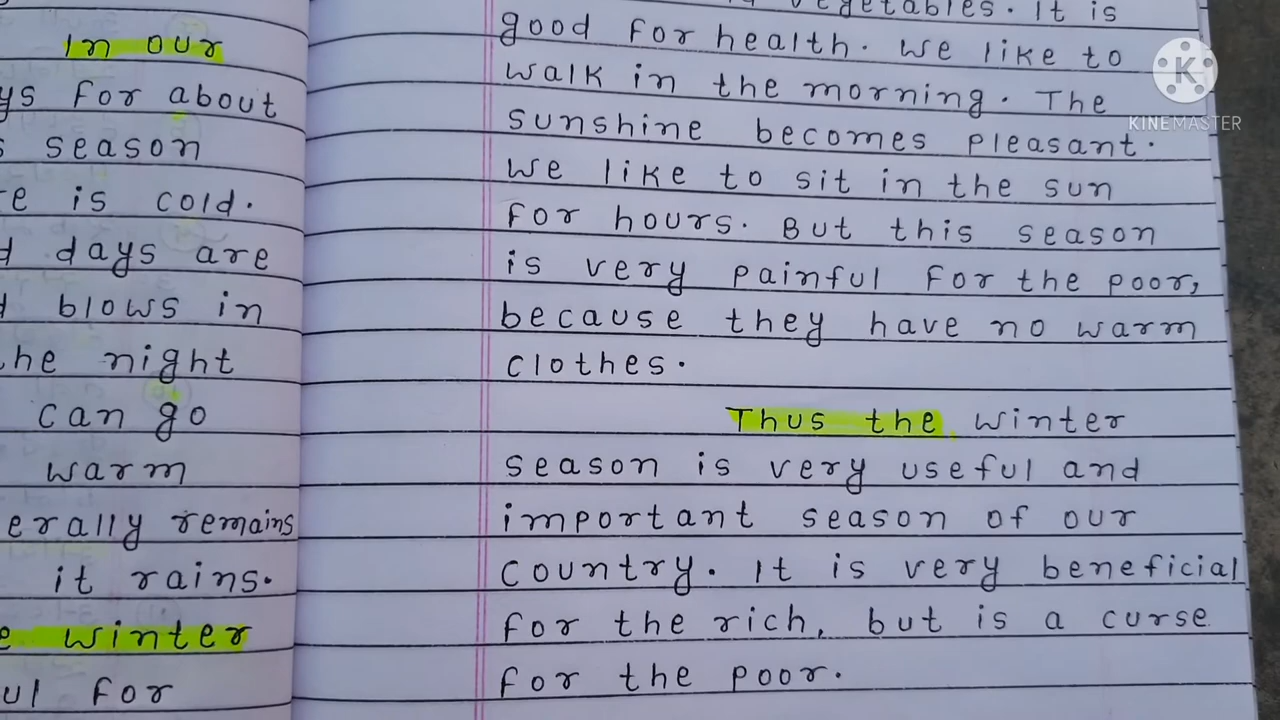 In our
ys for about
season
e is cold.
days are
blows in
he night
can go
warm
erally remains
it rains.
winter
ul for
vegetables. It is
good for health. We like to
walk in the morning. The
sunshine becomes pleasant.
We like to sit in the sun
for hours. But this season
is very painful for the poor,
because they have no warm
clothes.
Thus the winter
season is very useful and
important season of our
country. It is very beneficial
for the rich, but is a curse
for the poor.
KINEMASTER